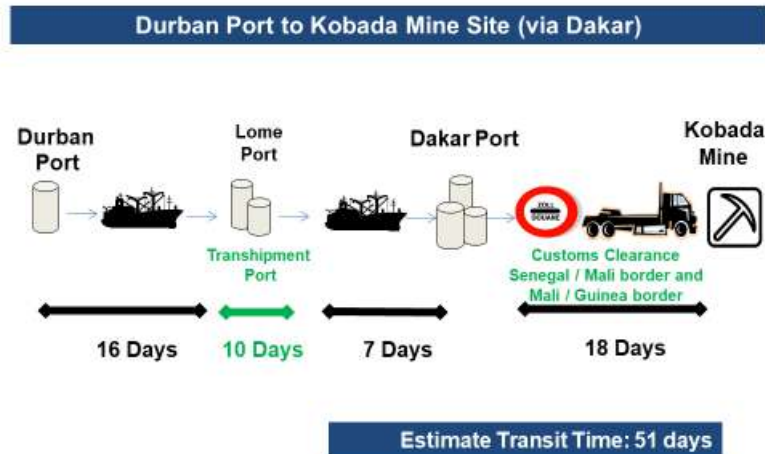 Durban Port to Kobada Mine Site (via Dakar)
Durban
Port
Lome
Port
Dakar Port
Kobada
Mine
ZOLL
DOUANE
Transhipment
Port
Customs Clearance
Senegal / Mali border and
Mali / Guinea border
16 Days
10 Days
7 Days
18 Days
Estimate Transit Time: 51 days